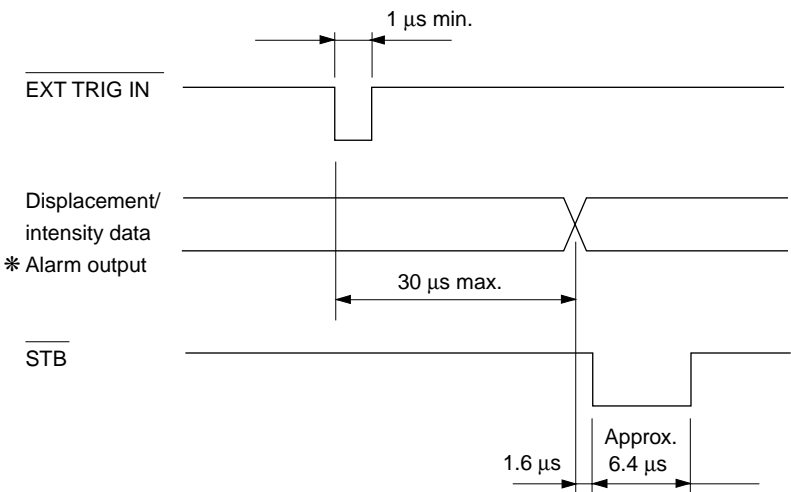 1 μs min.
EXT TRIG IN
Displacement/
intensity data
✻ Alarm output
30 μs max.
STB
Approx.
1.6 μs 6.4 μs